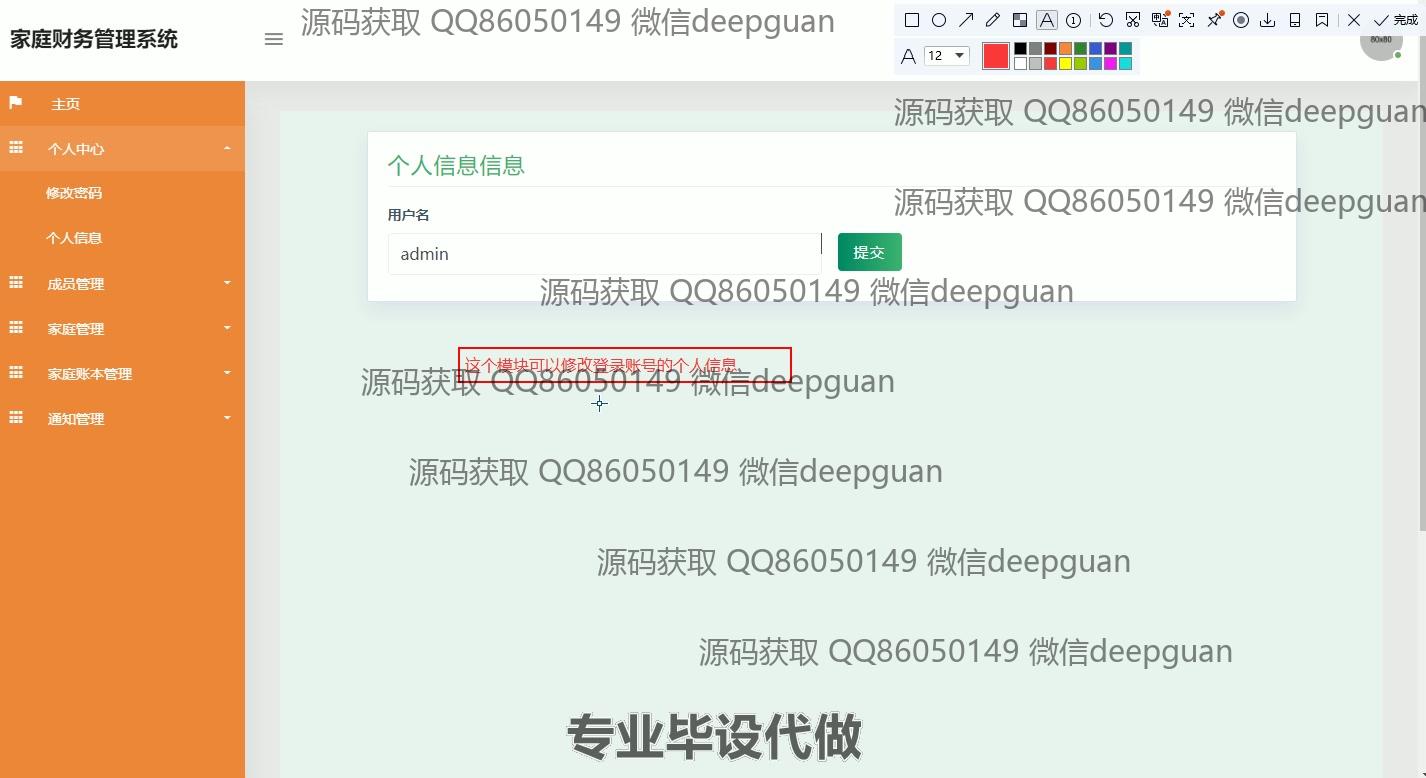 源码获取 QQ86050149 微信deepguan
完成
家庭财务管理系统
12
80x80
主页
源码获取 QQ86050149 微信deepguan
个人中心
个人信息信息
修改密码
源码获取 QQ86050149 微信deepguan
用户名
个人信息
admin
提交
成员管理
源码获取 QQ86050149 微信deepguan
家庭管理
这个模块可以修改登录账号的个人信息、
家庭账本管理
源码获取 QQ86050149 微信deepguan
通知管理
源码获取 QQ86050149 微信deepguan
源码获取 QQ86050149 微信deepguan
源码获取 QQ86050149 微信deepguan
专业毕设代做